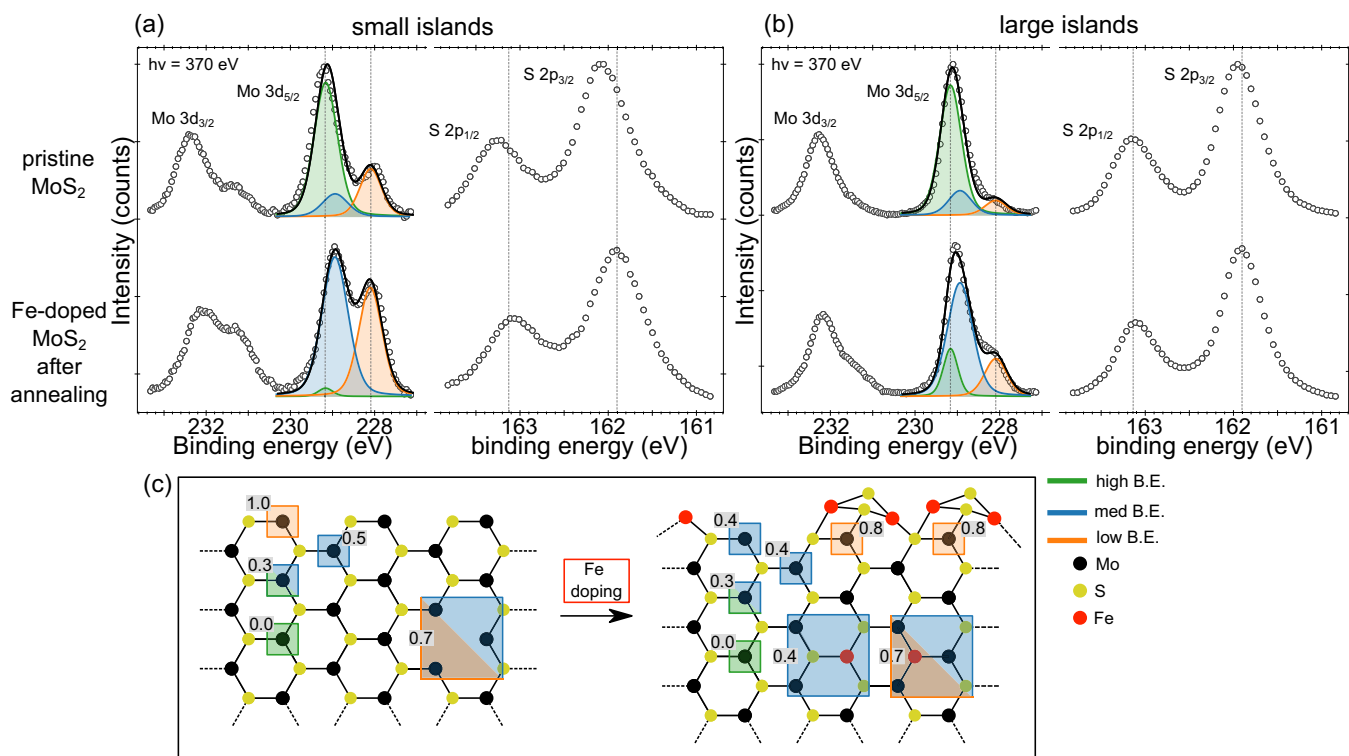 (a) small islands
(b) large islands
pristine
MoS2
Fe-doped
MoS2
after
annealing
Intensity (counts)
hν = 370 eV
Mo 3d3/2
Mo 3d5/2
S 2p1/2
S 2p3/2
232 230 228
Binding energy (eV)
163 162 161
binding energy (eV)
Intensity (counts)
hν = 370 eV
Mo 3d3/2
Mo 3d5/2
S 2p1/2
S 2p3/2
232 230 228
Binding energy (eV)
163 162 161
binding energy (eV)
(c)
1.0
0.5
0.3
0.0
0.7
Fe
doping
0.4
0.4
0.3
0.0
0.4
0.8
0.8
0.7
high B.E.
med B.E.
low B.E.
Mo
S
Fe